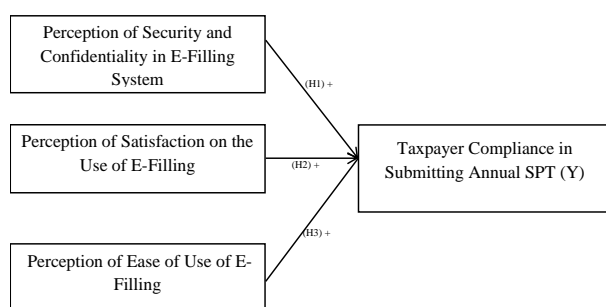 Perception of Security and
Confidentiality in E-Filling
System
(H1) +
Perception of Satisfaction on the
Use of E-Filling
(H2) +
Taxpayer Compliance in
Submitting Annual SPT (Y)
(H3) +
Perception of Ease of Use of E-
Filling